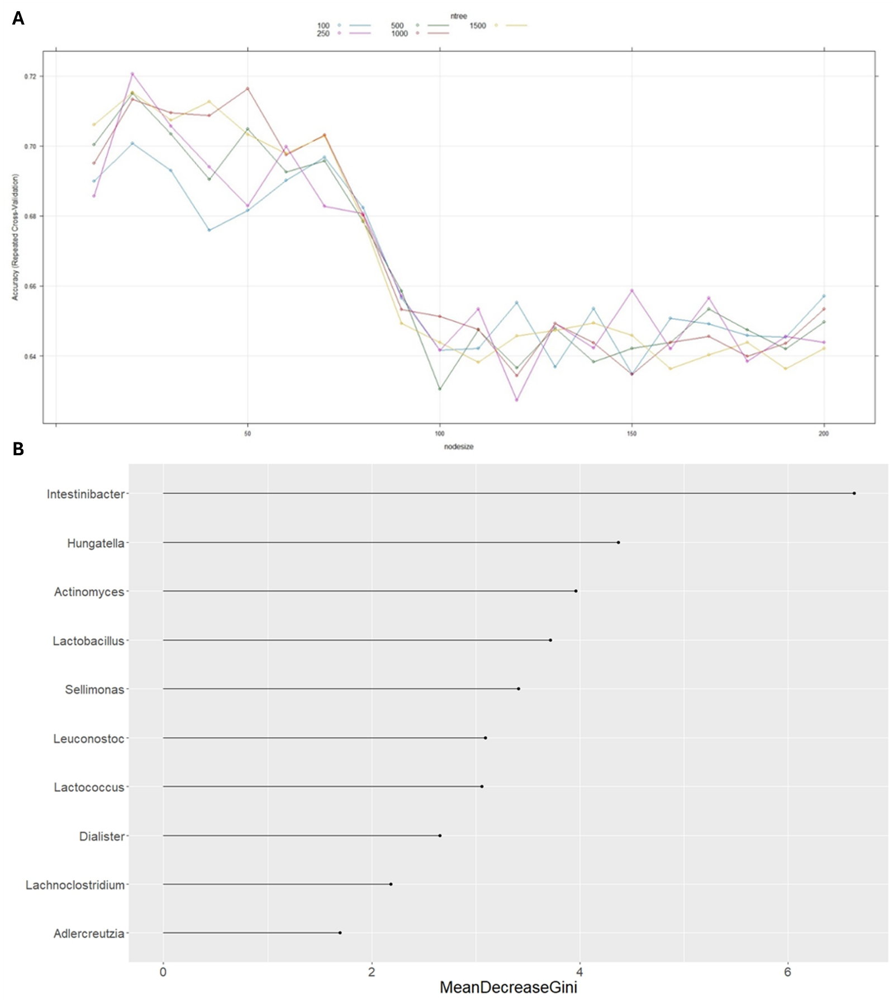 A
ntree
100 500 1500
250 1000
0.72
0.70
0.68
0.66
0.64
Accuracy (Repeated Cross-Validation)
50 100 150 200
nodesize
B
Intestinibacter
Hungatella
Actinomyces
Lactobacillus
Sellimonas
Leuconostoc
Lactococcus
Dialister
Lachnoclostridium
Adlercreutzia
0 2 4 6
MeanDecreaseGini